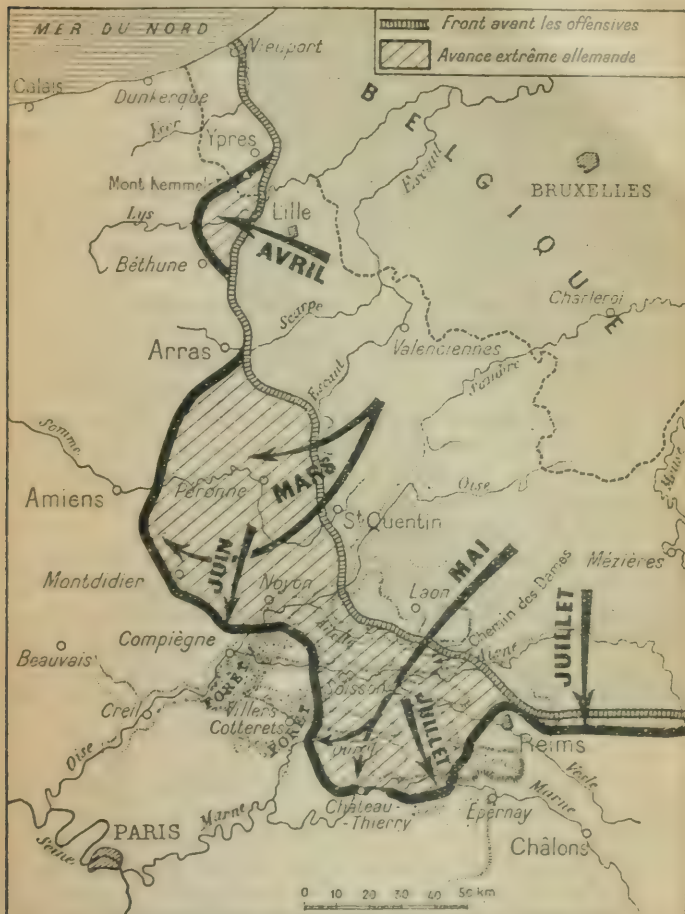 MER DU NORD
Front avant les offensives
Avance extrême allemande
Nieuport
Calais
Dunkerque
BELGIQUE
Yser
Ypres
Escaut
BRUXELLES
Mont Kemmel
Lys
Lille
AVRIL
Béthune
Charleroi
Scarpe
Arras
Valenciennes
Sambre
Escaut
Somme
MARS
Oise
Meuse
Amiens
Péronne
St Quentin
JUIN
MAI
Mézières
Montdidier
Noyon
Laon
Chemin des Dames
Compiègne
Aisne
JUILLET
Beauvais
FORÊT
Creil
Villers
Cotterets
FORÊT
JUILLET
Reims
Oise
Vesle
Marne
Chateau
-Thierry
Epernay
Marne
PARIS
Seine
Châlons
0 10 20 30 40 50 km